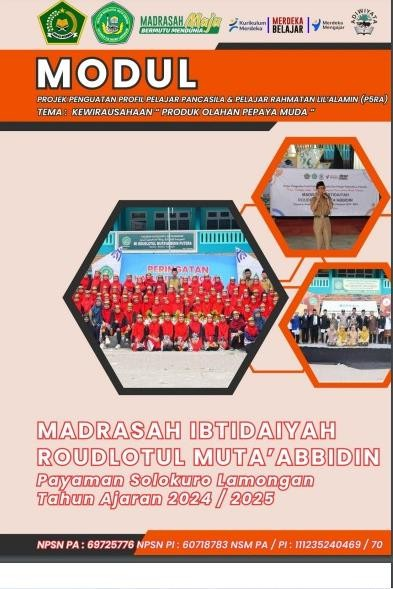 MADRASAH Maju
BERMUTU MENDUNIA
Kurikulum
Merdeka
MERDEKA
BELAJAR
Merdeka
Mengajar
ADIWIYATA
MODUL
PROJEK PENGUATAN PROFIL PELAJAR PANCASILA & PELAJAR RAHMATAN LIL'ALAMIN (P5RA)
TEMA : KEWIRAUSAHAAN " PRODUK OLAHAN PEPAYA MUDA "
PERINGATAN
MADRASAH IBTIDAIYAH
ROUDLOTUL MUTA'ABBIDIN
Payaman Solokuro Lamongan
Tahun Ajaran 2024 / 2025
NPSN PA : 69725776 NPSN PI : 60718783 NSM PA / PI : 111235240469 / 70